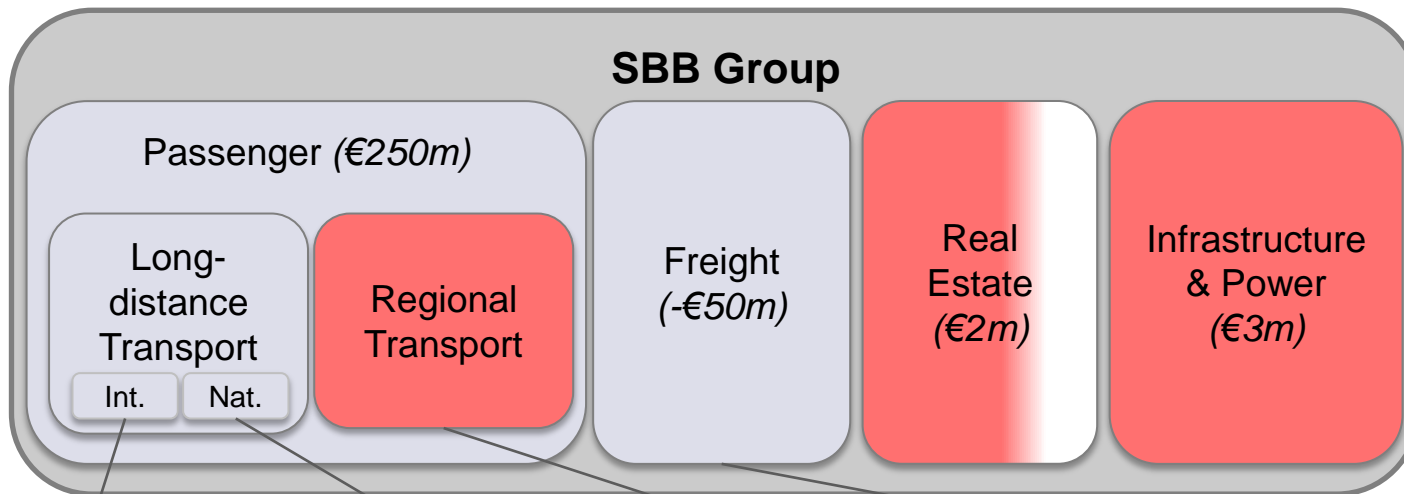 SBB Group
Passenger (€250m)
Long-
distance
Transport
Int.
Nat.
Regional
Transport
Freight
(-€50m)
Real
Estate
(€2m)
Infrastructure
& Power
(€3m)